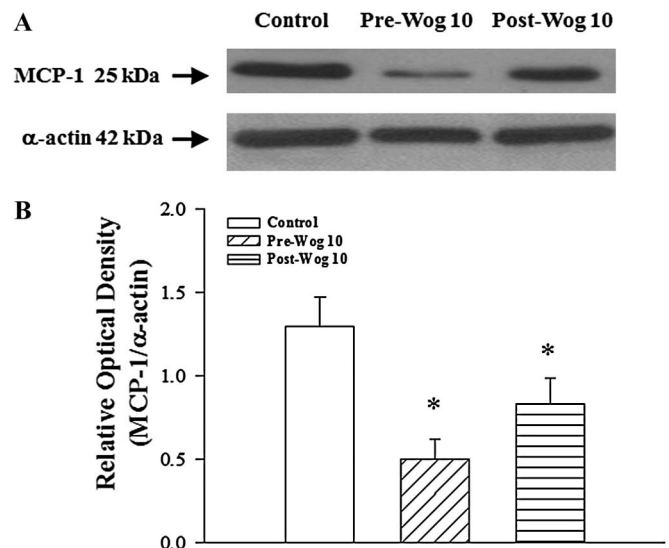 A
Control Pre-Wog 10 Post-Wog 10
MCP-1 25 kDa
α-actin 42 kDa
B
Relative Optical Density
(MCP-1/α-actin)
2.0
1.5
1.0
0.5
0.0
Control
Pre-Wog 10
Post-Wog 10
*
*